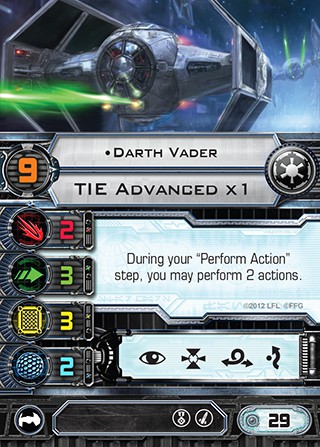 •Darth Vader
9
TIE Advanced x1
2
During your "Perform Action"
step, you may perform 2 actions.
3
©2012 LFL ©FFG
3
2
29